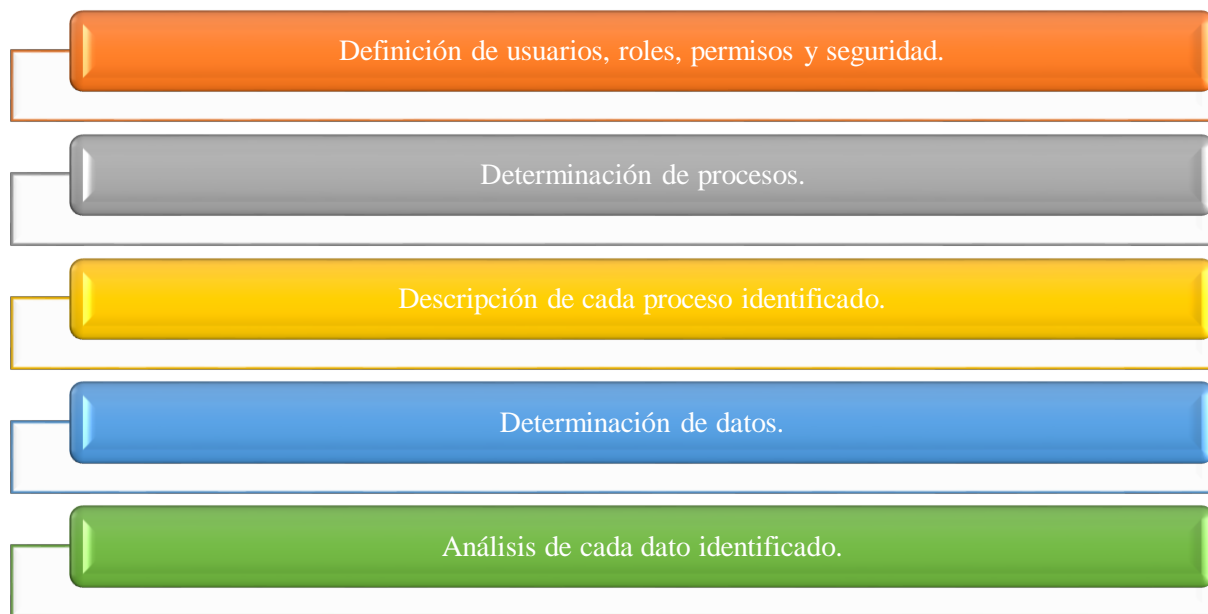 Definición de usuarios, roles, permisos y seguridad.
Determinación de procesos.
Descripción de cada proceso identificado.
Determinación de datos.
Análisis de cada dato identificado.